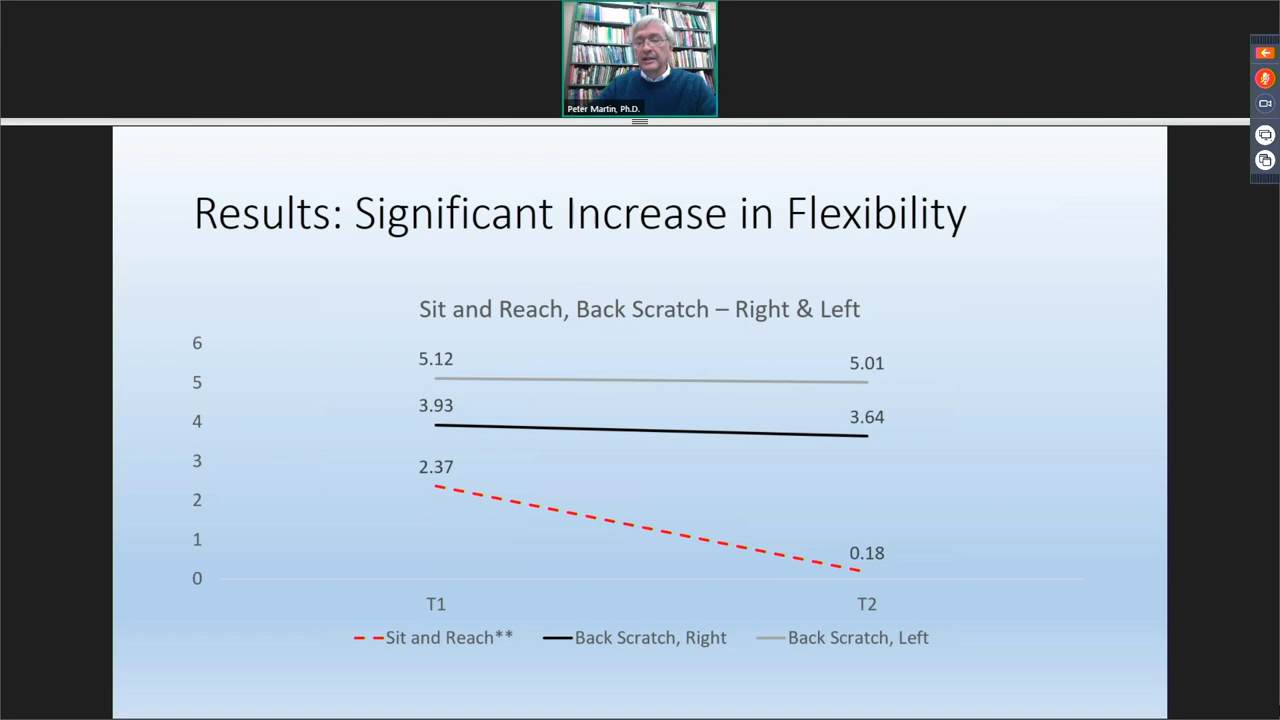 Peter Martin, Ph.D.
Results: Significant Increase in Flexibility
Sit and Reach, Back Scratch – Right & Left
6
5
4
3
2
1
0
5.12
5.01
3.93
3.64
2.37
0.18
T1
T2
Sit and Reach**
Back Scratch, Right
Back Scratch, Left